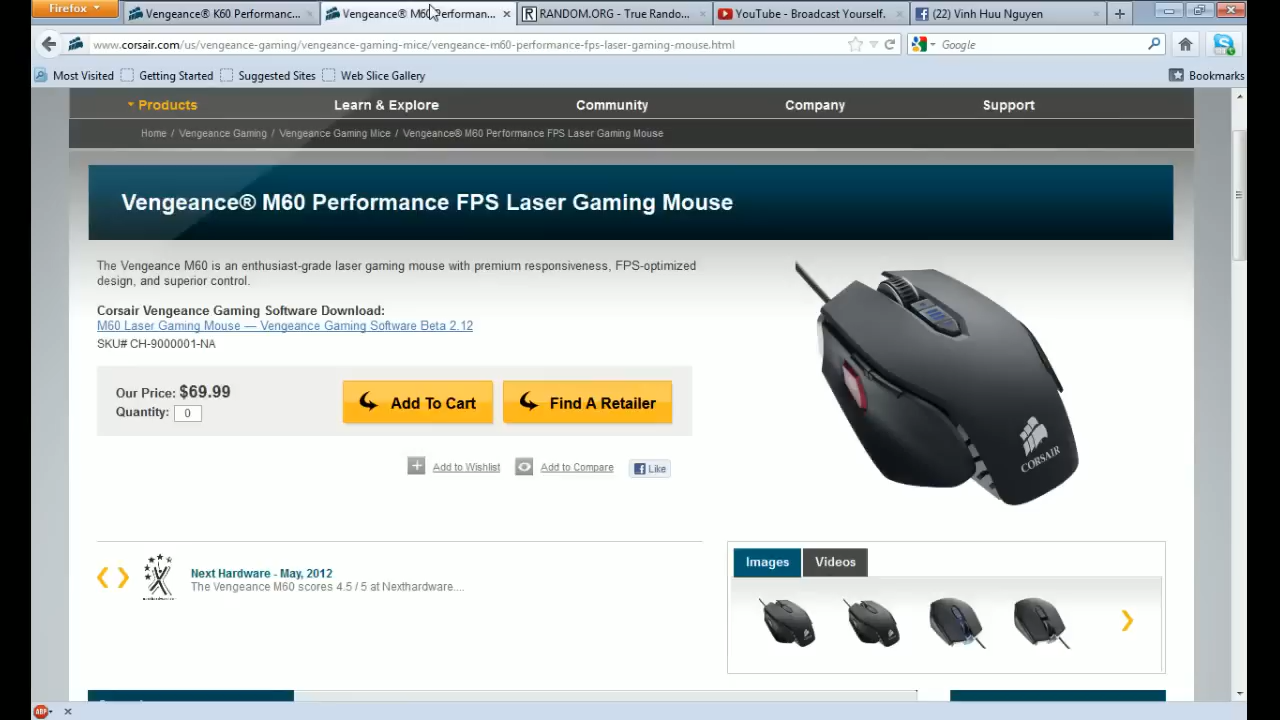 Firefox
Vengeance® K60 Performanc...
Vengeance® M60 Performan...
RANDOM.ORG - True Rando...
YouTube - Broadcast Yourself.
(22) Vinh Huu Nguyen
www.corsair.com/us/vengeance-gaming/vengeance-gaming-mice/vengeance-m60-performance-fps-laser-gaming-mouse.html
Google
Most Visited
Getting Started
Suggested Sites
Web Slice Gallery
Bookmarks
Products
Learn & Explore
Community
Company
Support
Home / Vengeance Gaming / Vengeance Gaming Mice / Vengeance® M60 Performance FPS Laser Gaming Mouse
Vengeance® M60 Performance FPS Laser Gaming Mouse
The Vengeance M60 is an enthusiast-grade laser gaming mouse with premium responsiveness, FPS-optimized
design, and superior control.
Corsair Vengeance Gaming Software Download:
M60 Laser Gaming Mouse — Vengeance Gaming Software Beta 2.12
SKU# CH-9000001-NA
Our Price: $69.99
Quantity: 0
Add To Cart
Find A Retailer
Add to Wishlist
Add to Compare
Like
CORSAIR
Next Hardware - May, 2012
The Vengeance M60 scores 4.5 / 5 at Nexthardware....
Images
Videos
ABP